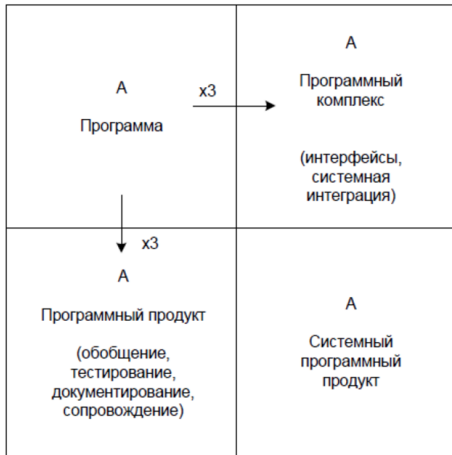 А
Программа
x3
А
Программный
комплекс
(интерфейсы,
системная
интеграция)
x3
А
Программный продукт
(обобщение,
тестирование,
документирование,
сопровождение)
А
Системный
программный
продукт